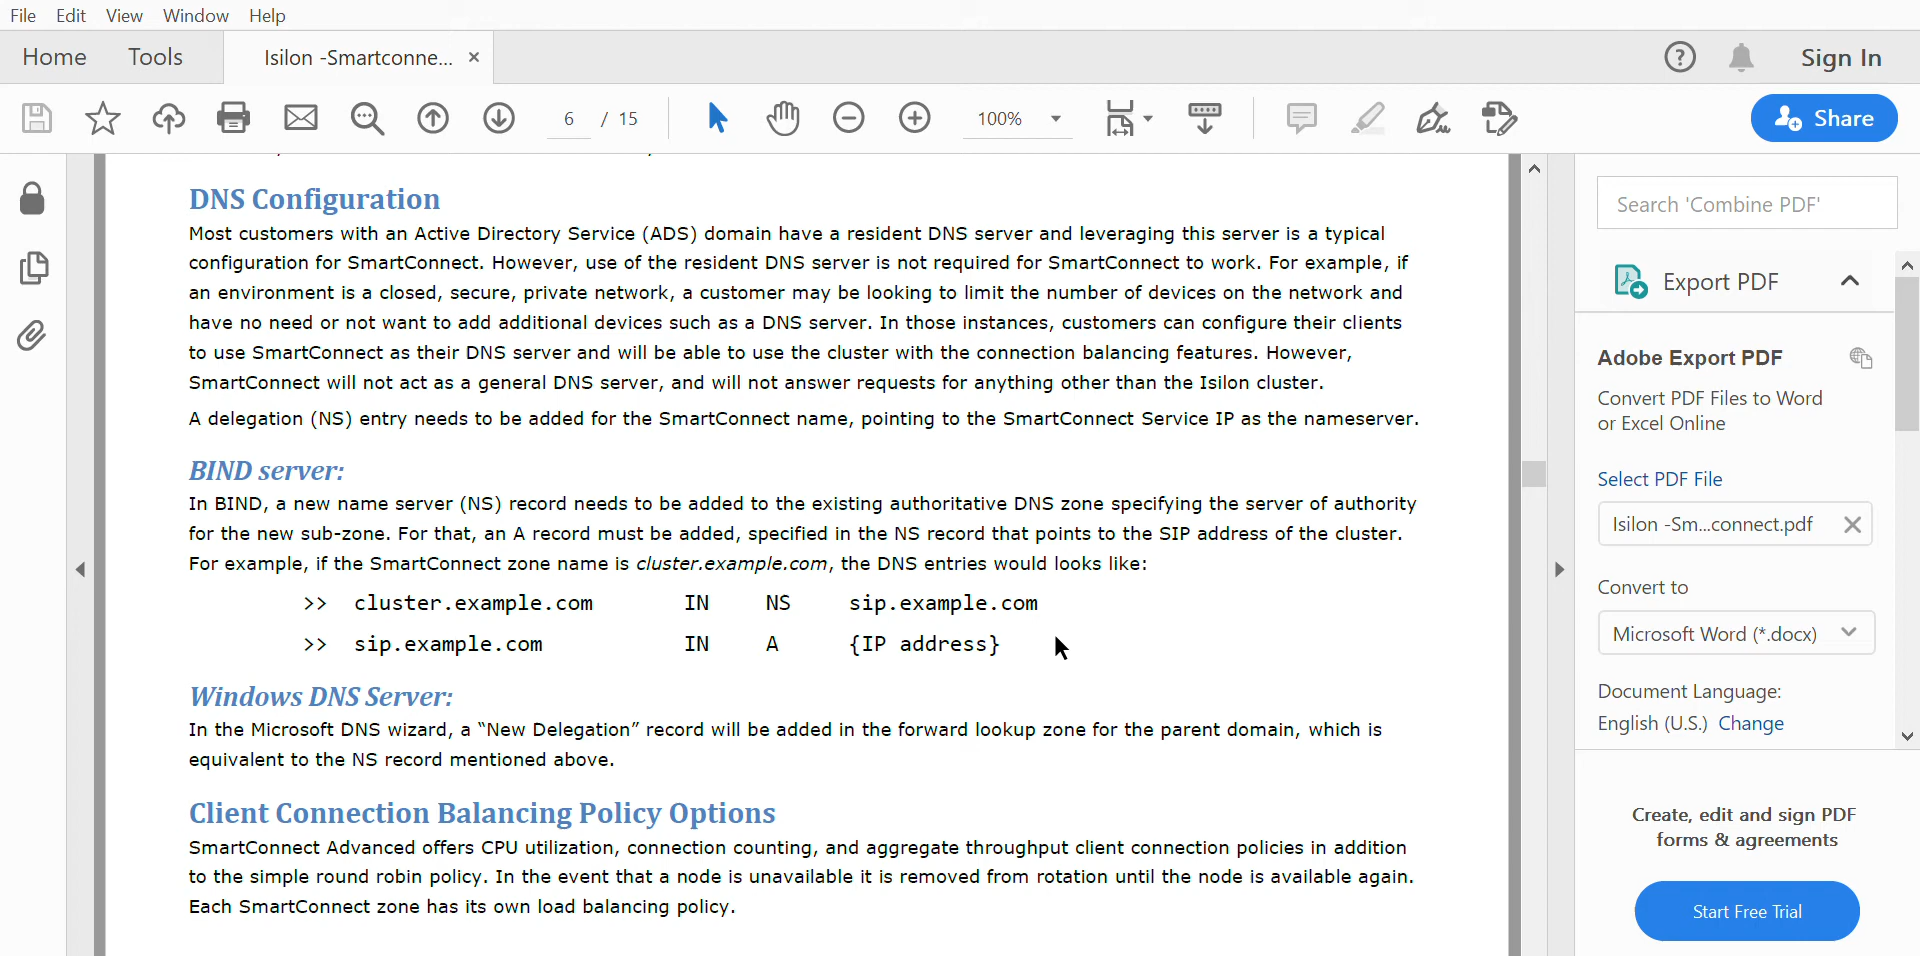 File Edit View Window Help
Home Tools Isilon -Smartconne... × Sign In
6 / 15 100% Share
DNS Configuration
Most customers with an Active Directory Service (ADS) domain have a resident DNS server and leveraging this server is a typical
configuration for SmartConnect. However, use of the resident DNS server is not required for SmartConnect to work. For example, if
an environment is a closed, secure, private network, a customer may be looking to limit the number of devices on the network and
have no need or not want to add additional devices such as a DNS server. In those instances, customers can configure their clients
to use SmartConnect as their DNS server and will be able to use the cluster with the connection balancing features. However,
SmartConnect will not act as a general DNS server, and will not answer requests for anything other than the Isilon cluster.
A delegation (NS) entry needs to be added for the SmartConnect name, pointing to the SmartConnect Service IP as the nameserver.
BIND server:
In BIND, a new name server (NS) record needs to be added to the existing authoritative DNS zone specifying the server of authority
for the new sub-zone. For that, an A record must be added, specified in the NS record that points to the SIP address of the cluster.
For example, if the SmartConnect zone name is cluster.example.com, the DNS entries would looks like:
>> cluster.example.com IN NS sip.example.com
>> sip.example.com IN A {IP address}
Windows DNS Server:
In the Microsoft DNS wizard, a “New Delegation” record will be added in the forward lookup zone for the parent domain, which is
equivalent to the NS record mentioned above.
Client Connection Balancing Policy Options
SmartConnect Advanced offers CPU utilization, connection counting, and aggregate throughput client connection policies in addition
to the simple round robin policy. In the event that a node is unavailable it is removed from rotation until the node is available again.
Each SmartConnect zone has its own load balancing policy.
Search 'Combine PDF'
Export PDF
Adobe Export PDF
Convert PDF Files to Word
or Excel Online
Select PDF File
Isilon -Sm...connect.pdf
Convert to
Microsoft Word (*.docx)
Document Language:
English (U.S.) Change
Create, edit and sign PDF
forms & agreements
Start Free Trial